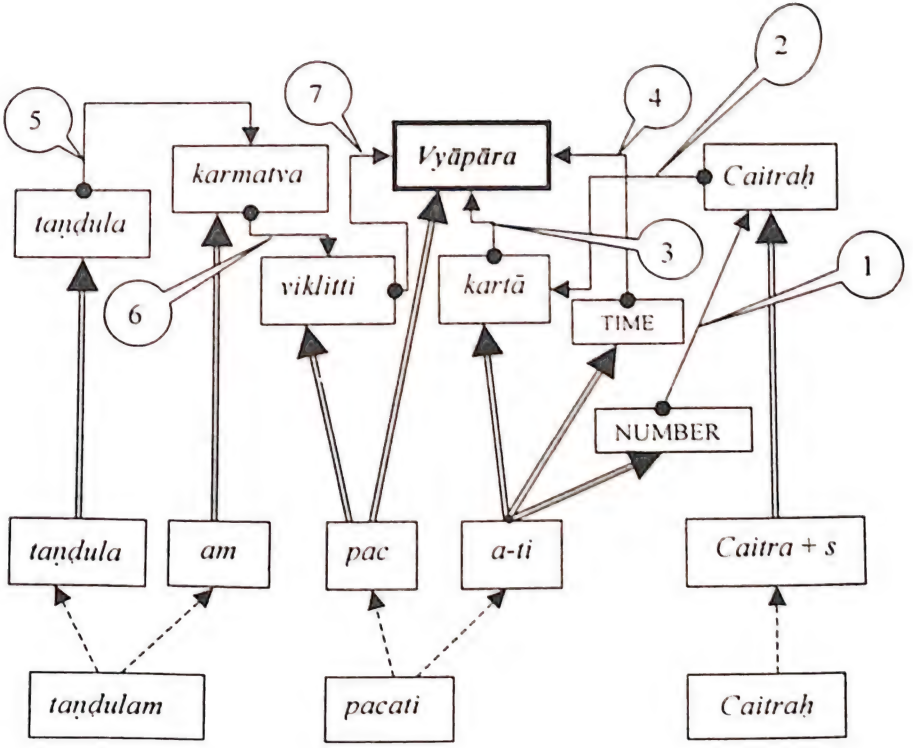 2
7
4
5
Vyāpāra
karmatva
Caitraḥ
taṇḍula
3
1
viklitti
kartā
6
TIME
NUMBER
taṇḍula
am
pac
a-ti
Caitra + s
taṇḍulam
pacati
Caitraḥ